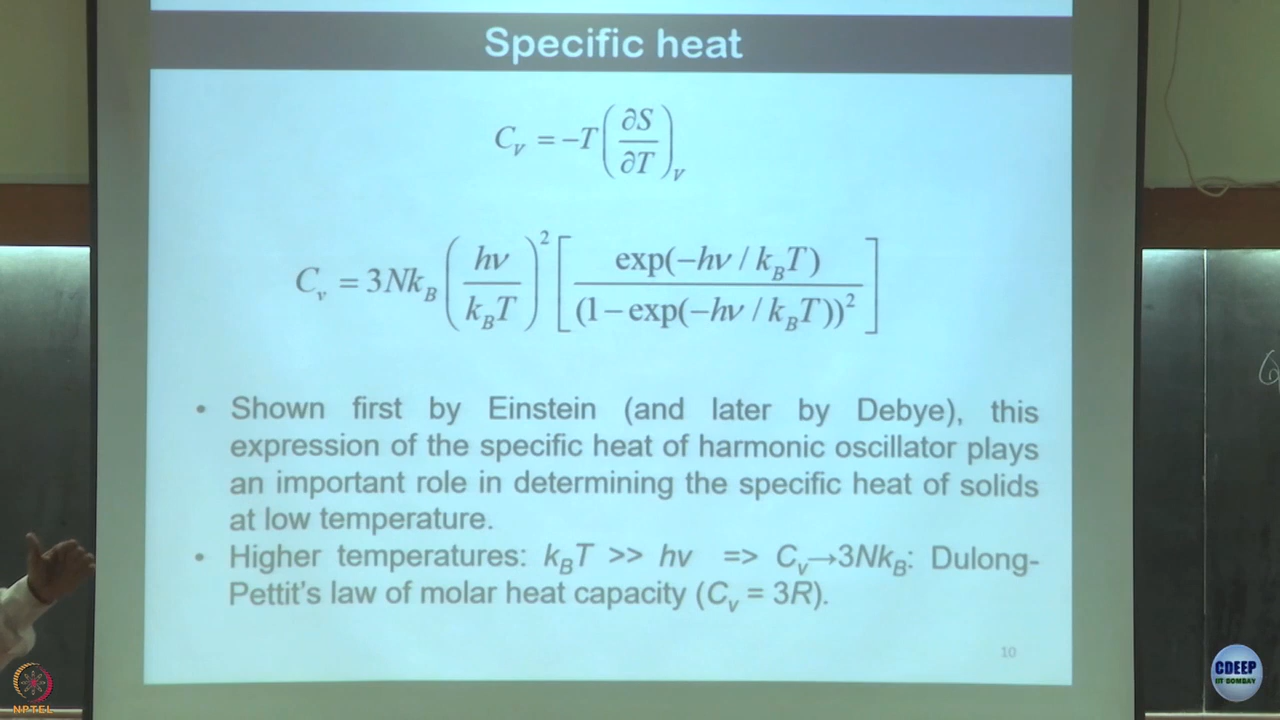 Specific heat
C_v = −T (∂S/∂T)_V
C_v = 3Nk_B (hν/k_BT)² [exp(−hν / k_BT) / (1 − exp(−hν / k_BT))²]
• Shown first by Einstein (and later by Debye), this
expression of the specific heat of harmonic oscillator plays
an important role in determining the specific heat of solids
at low temperature.
• Higher temperatures: k_BT >> hν => C_v→3Nk_B: Dulong-
Pettit's law of molar heat capacity (C_v = 3R).
10
NPTEL
CDEEP
IIT BOMBAY